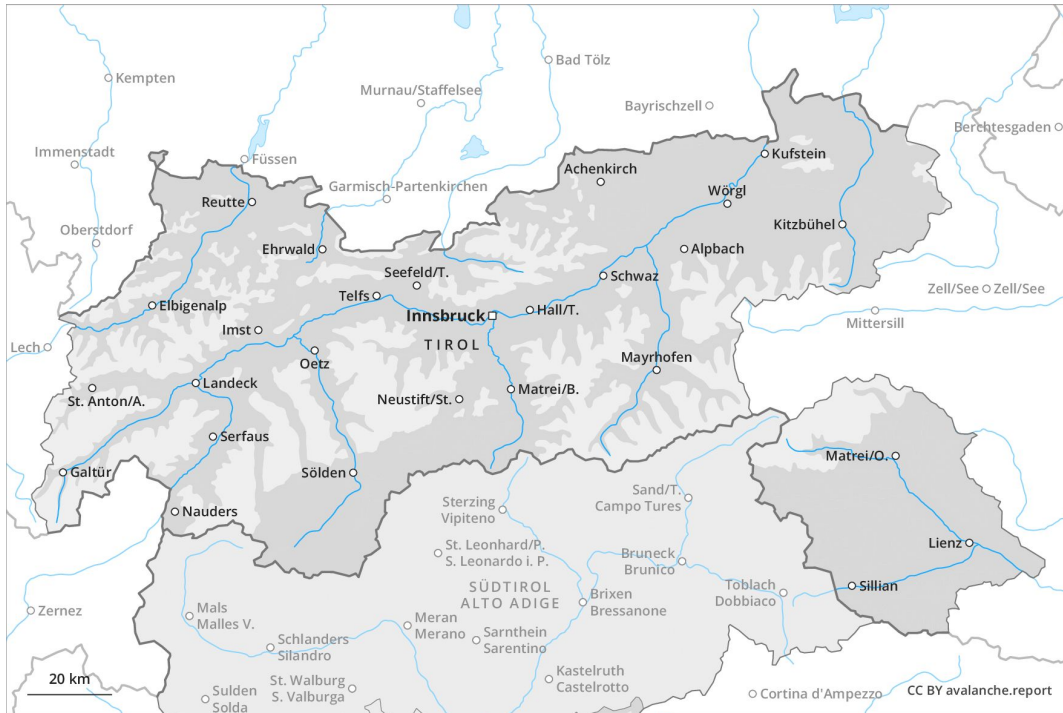 Kempten
Bad Tölz
Murnau/Staffelsee
Bayrischzell
Berchtesgaden
Immenstadt
Füssen
Kufstein
Achenkirch
Garmisch-Partenkirchen
Wörgl
Reutte
Oberstdorf
Kitzbühel
Ehrwald
Alpbach
Seefeld/T.
Schwaz
Telfs
Zell/See
Zell/See
Elbigenalp
Innsbruck
Hall/T.
Mittersill
Imst
TIROL
Lech
Oetz
Mayrhofen
Landeck
St. Anton/A.
Neustift/St.
Matrei/B.
Serfaus
Matrei/O.
Galtür
Sölden
Sand/T.
Campo Tures
Sterzing
Vipiteno
Nauders
Lienz
St. Leonhard/P.
S. Leonardo i. P.
Bruneck
Brunico
SÜDTIROL
ALTO ADIGE
Toblach
Dobbiaco
Sillian
Brixen
Bressanone
Zernez
Mals
Malles V.
Meran
Merano
Sarnthein
Sarentino
Schlanders
Silandro
Kastelruth
Castelrotto
20 km
St. Walburg
S. Valburga
Sulden
Solda
Cortina d'Ampezzo
CC BY avalanche.report